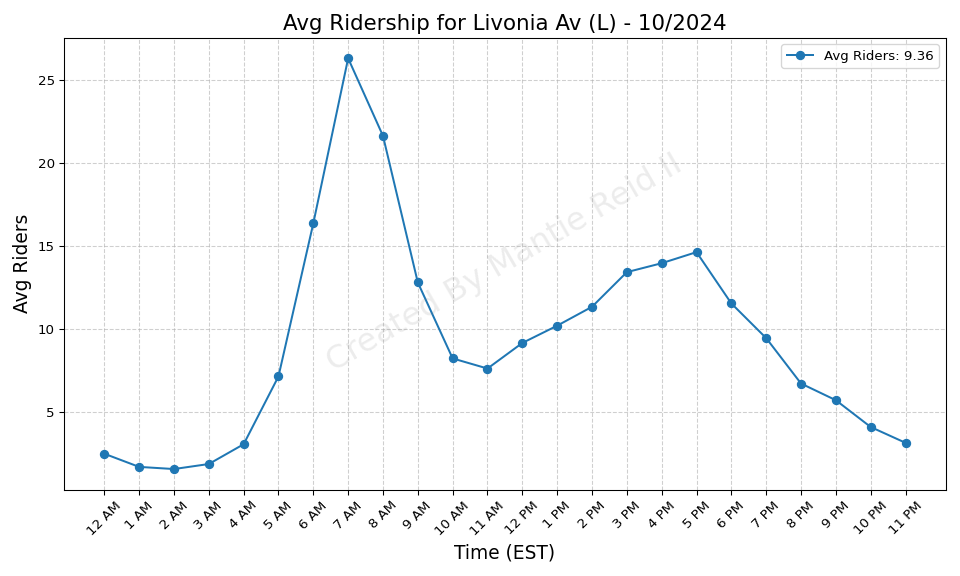 Avg Ridership for Livonia Av (L) - 10/2024
Avg Riders: 9.36
Avg Riders
25
20
15
10
5
Created By Mantie Reid II
12 AM
1 AM
2 AM
3 AM
4 AM
5 AM
6 AM
7 AM
8 AM
9 AM
10 AM
11 AM
12 PM
1 PM
2 PM
3 PM
4 PM
5 PM
6 PM
7 PM
8 PM
9 PM
10 PM
11 PM
Time (EST)